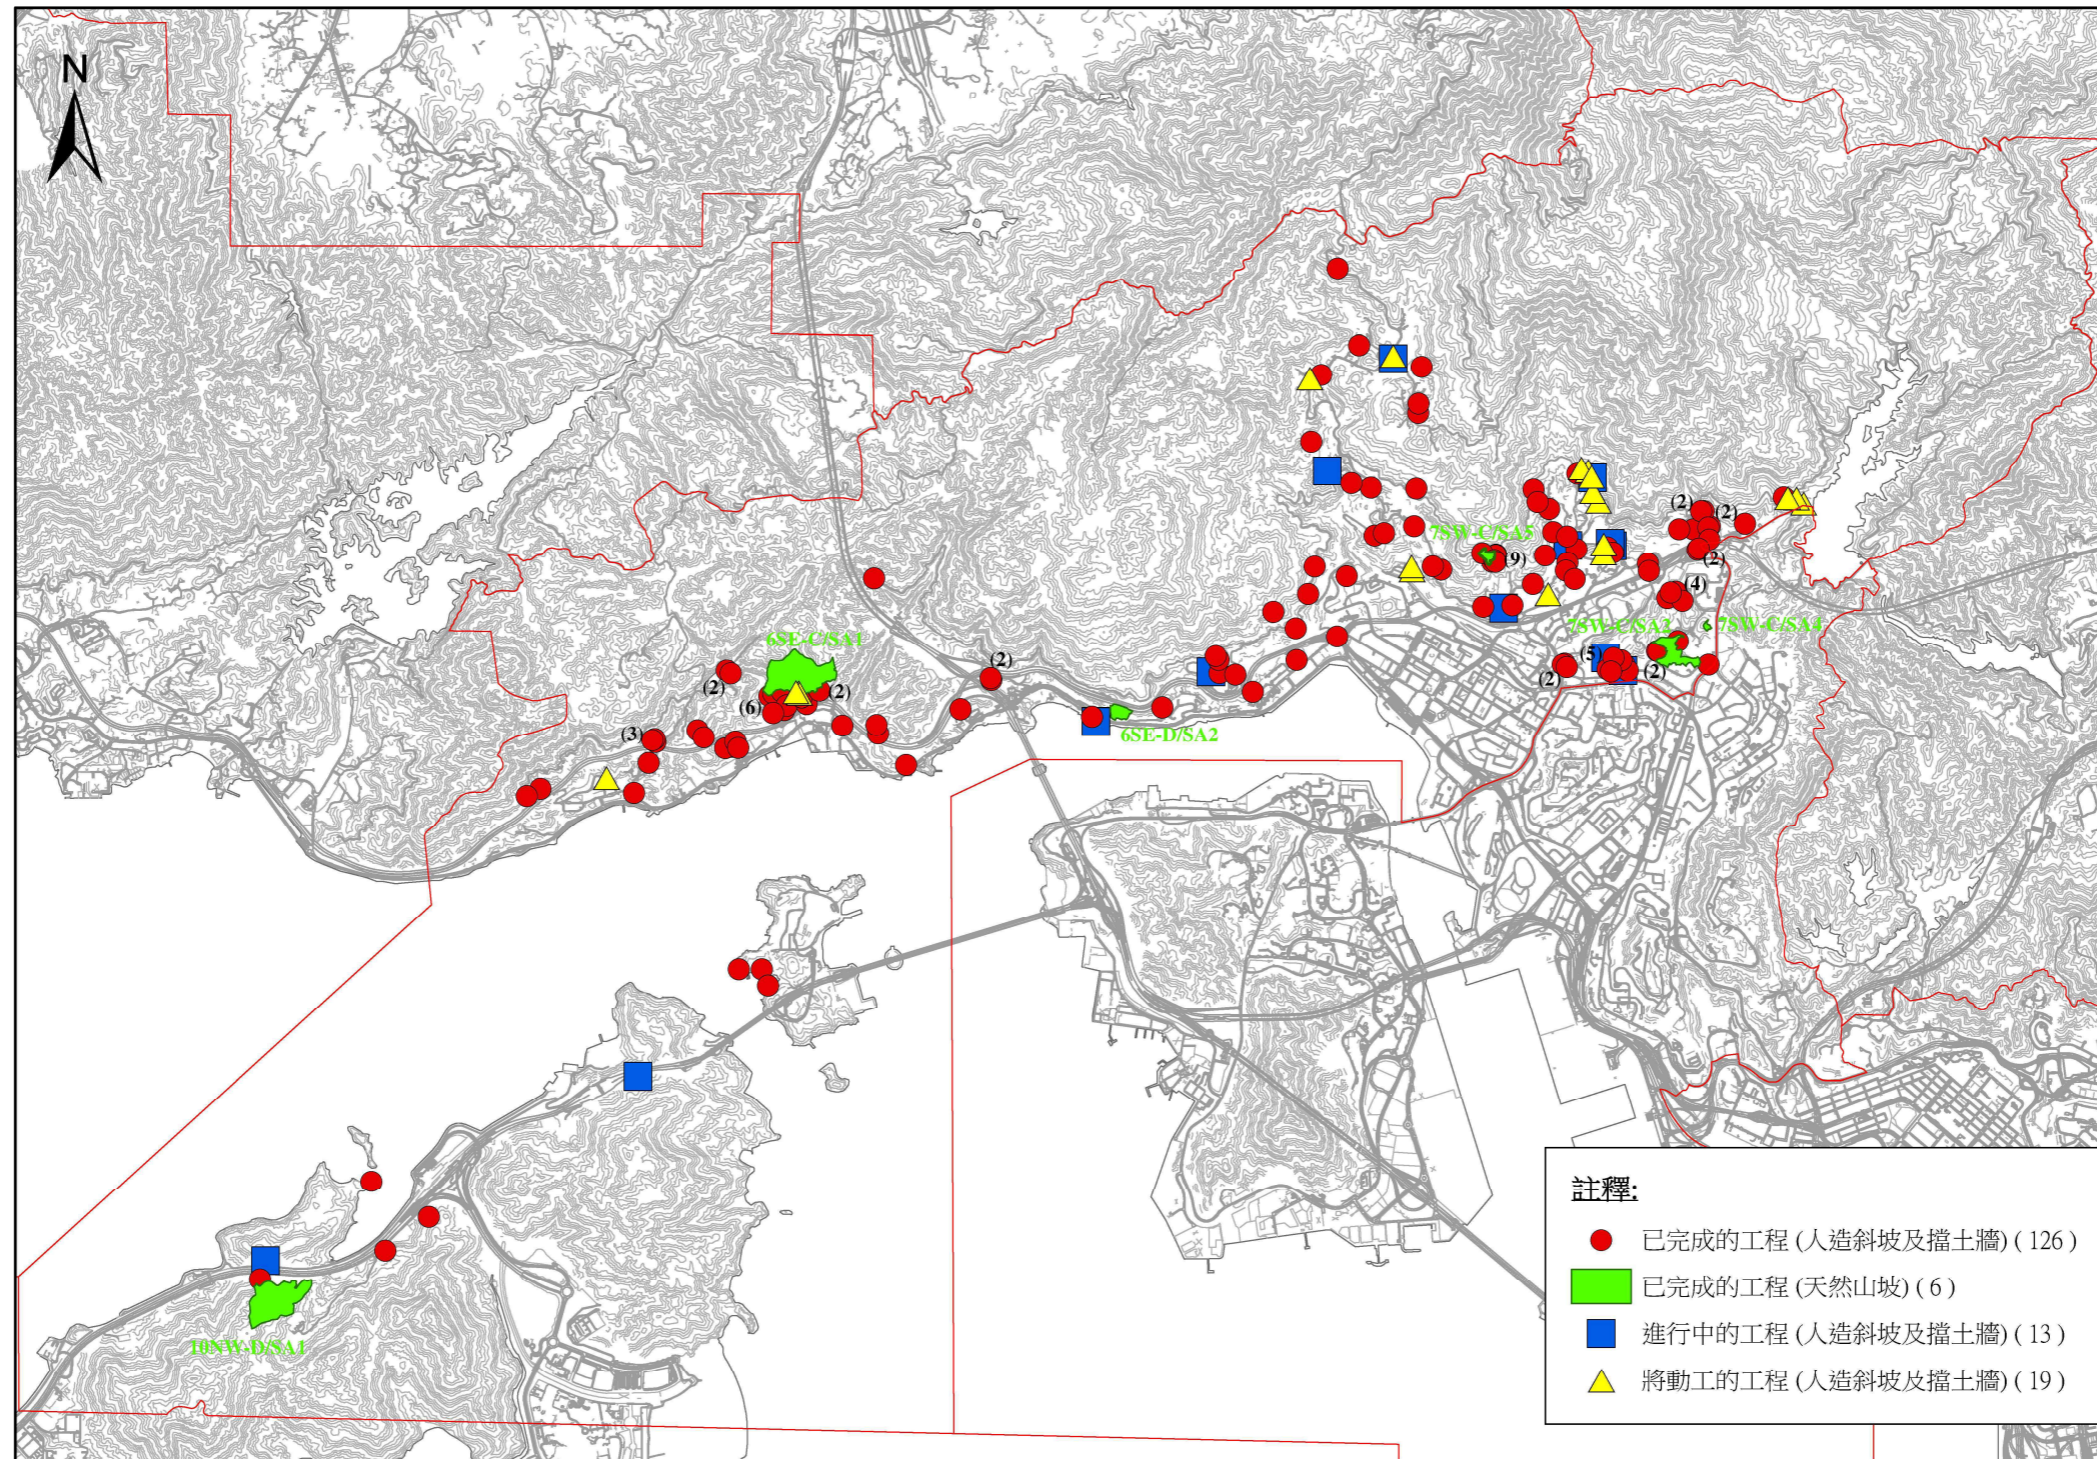 N
(2)
(2)
7SW-C/SA5
(9)
(2)
(4)
6SE-C/SA1
7SW-C/SA3
7SW-C/SA4
(2)
(5)
(2)
(2)
(2)
(2)
(6)
(3)
6SE-D/SA2
10NW-D/SA1
註釋:
已完成的工程 (人造斜坡及擋土牆) ( 126 )
已完成的工程 (天然山坡) ( 6 )
進行中的工程 (人造斜坡及擋土牆) ( 13 )
將動工的工程 (人造斜坡及擋土牆) ( 19 )